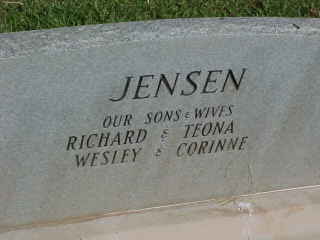 JENSEN
OUR SONS & WIVES
RICHARD & TEONA
WESLEY & CORINNE